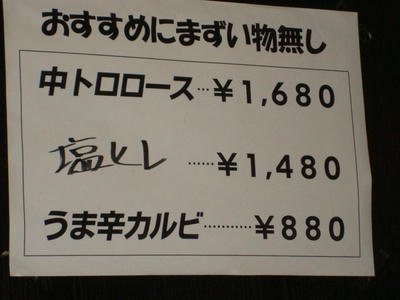 おすすめにまずい物無し
中トロロース…￥1,680
塩ヒレ……￥1,480
うま辛カルビ………￥880